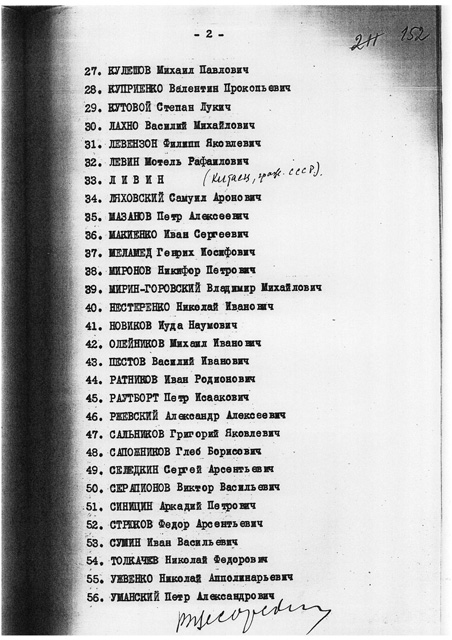 - 2 -
2П 152
27. КУЛЕШОВ Михаил Павлович
28. КУПРИЕНКО Валентин Прокопьевич
29. КУТОВОЙ Степан Лукич
30. ЛАХНО Василий Михайлович
31. ЛЕВЕНЗОН Филипп Яковлевич
32. ЛЕВИН Мотель Рафаилович
33. Л И В И Н (Китаец, граж. СССР).
34. ЛЯХОВСКИЙ Самуил Аронович
35. МАЗАНОВ Петр Алексеевич
36. МАКИЕНКО Иван Сергеевич
37. МЕЛАМЕД Генрих Иосифович
38. МИРОНОВ Никифор Петрович
39. МИРИН-ГОРОВСКИЙ Владимир Михайлович
40. НЕСТЕРЕНКО Николай Иванович
41. НОВИКОВ Иуда Наумович
42. ОЛЕЙНИКОВ Михаил Иванович
43. ПЕСТОВ Василий Иванович
44. РАТНИКОВ Иван Родионович
45. РАУТБОРТ Петр Исаакович
46. РЖЕВСКИЙ Александр Алексеевич
47. САЛЬНИКОВ Григорий Яковлевич
48. САПОЖНИКОВ Глеб Борисович
49. СЕЛЕДКИН Сергей Арсентьевич
50. СЕРАПИОНОВ Виктор Васильевич
51. СИНИЦИН Аркадий Петрович
52. СТРЮКОВ Федор Арсентьевич
53. СУМИН Иван Васильевич
54. ТОЛКАЧЕВ Николай Федорович
55. УЖВЕНКО Николай Апполинарьевич
56. УМАНСКИЙ Петр Александрович